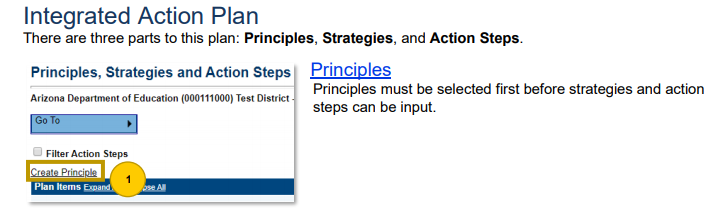 Integrated Action Plan
There are three parts to this plan: Principles, Strategies, and Action Steps.
Principles, Strategies and Action Steps
Arizona Department of Education (000111000) Test District -
Go To
Filter Action Steps
Create Principle
1
Plan Items Expand ose All
Principles
Principles must be selected first before strategies and action
steps can be input.